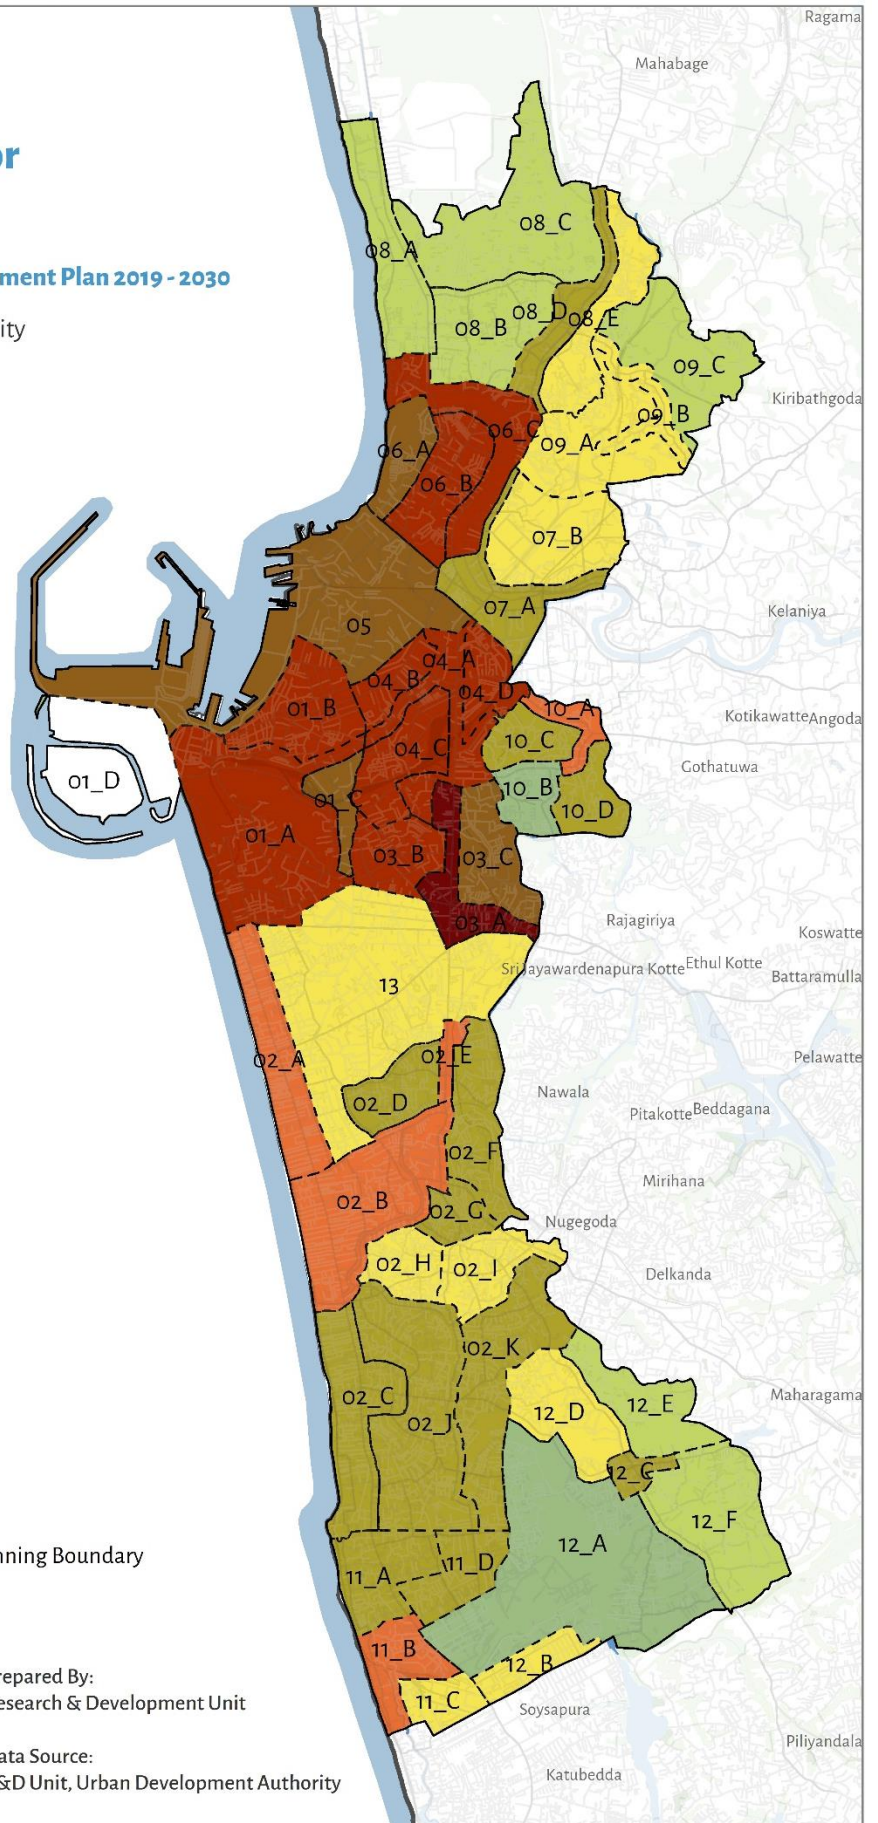 Ragama
Mahabage
or
ment Plan 2019 - 2030
ity
08_C
08_A
08_B
08_D
08_E
09_C
Kiribathgoda
09_B
06_A
06_C
09_A
06_B
07_B
07_A
Kelaniya
05
04_A
04_B
04_D
01_B
10_A
Kotikawatte
Angoda
10_C
04_C
Gothatuwa
01_D
10_B
01_C
10_D
01_A
03_B
03_C
03_A
Rajagiriya
Koswatte
Sri Jayawardenapura Kotte
Ethul Kotte
Battaramulla
13
02_A
02_E
Pelawatte
Nawala
02_D
Pitakotte
Beddagana
02_F
Mirihana
02_B
02_G
Nugegoda
02_H
02_I
Delkanda
02_K
02_C
02_J
12_D
12_E
Maharagama
12_C
12_F
12_A
nning Boundary
11_D
11_A
11_B
12_B
repared By:
esearch & Development Unit
11_C
Soysapura
Piliyandala
ata Source:
&D Unit, Urban Development Authority
Katubedda